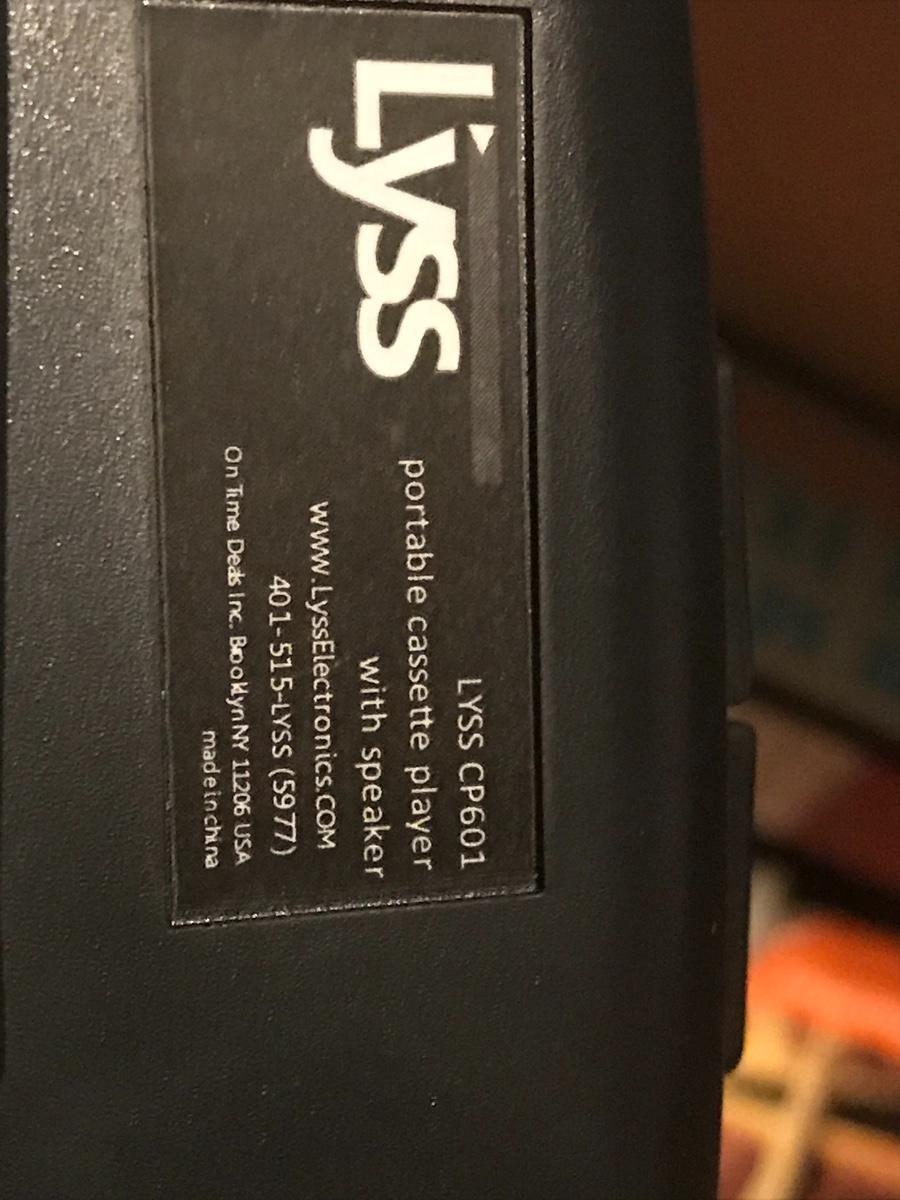 Lyss
LYSS CP601
portable cassette player
with speaker
www.LyssElectronics.COM
401-515-LYSS (5977)
On Time Deals Inc. Brooklyn NY 11206 USA
made in china